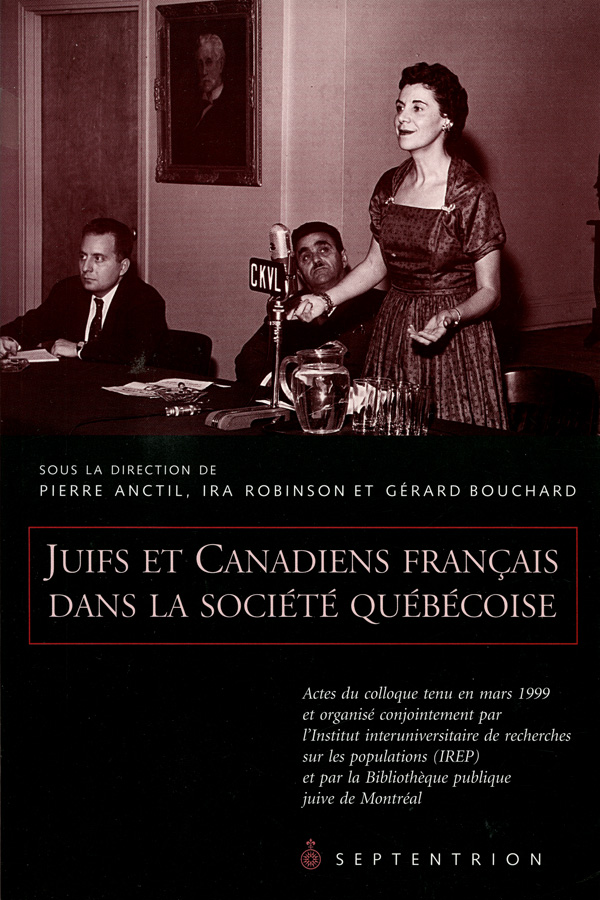 CKVL
SOUS LA DIRECTION DE
PIERRE ANCTIL, IRA ROBINSON ET GÉRARD BOUCHARD
JUIFS ET CANADIENS FRANÇAIS
DANS LA SOCIÉTÉ QUÉBÉCOISE
Actes du colloque tenu en mars 1999
et organisé conjointement par
l'Institut interuniversitaire de recherches
sur les populations (IREP)
et par la Bibliothèque publique
juive de Montréal
SEPTENTRION